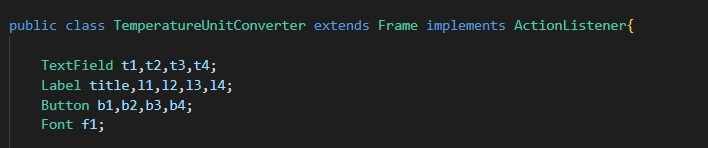 public class TemperatureUnitConverter extends Frame implements ActionListener{
TextField t1,t2,t3,t4;
Label title,l1,l2,l3,l4;
Button b1,b2,b3,b4;
Font f1;